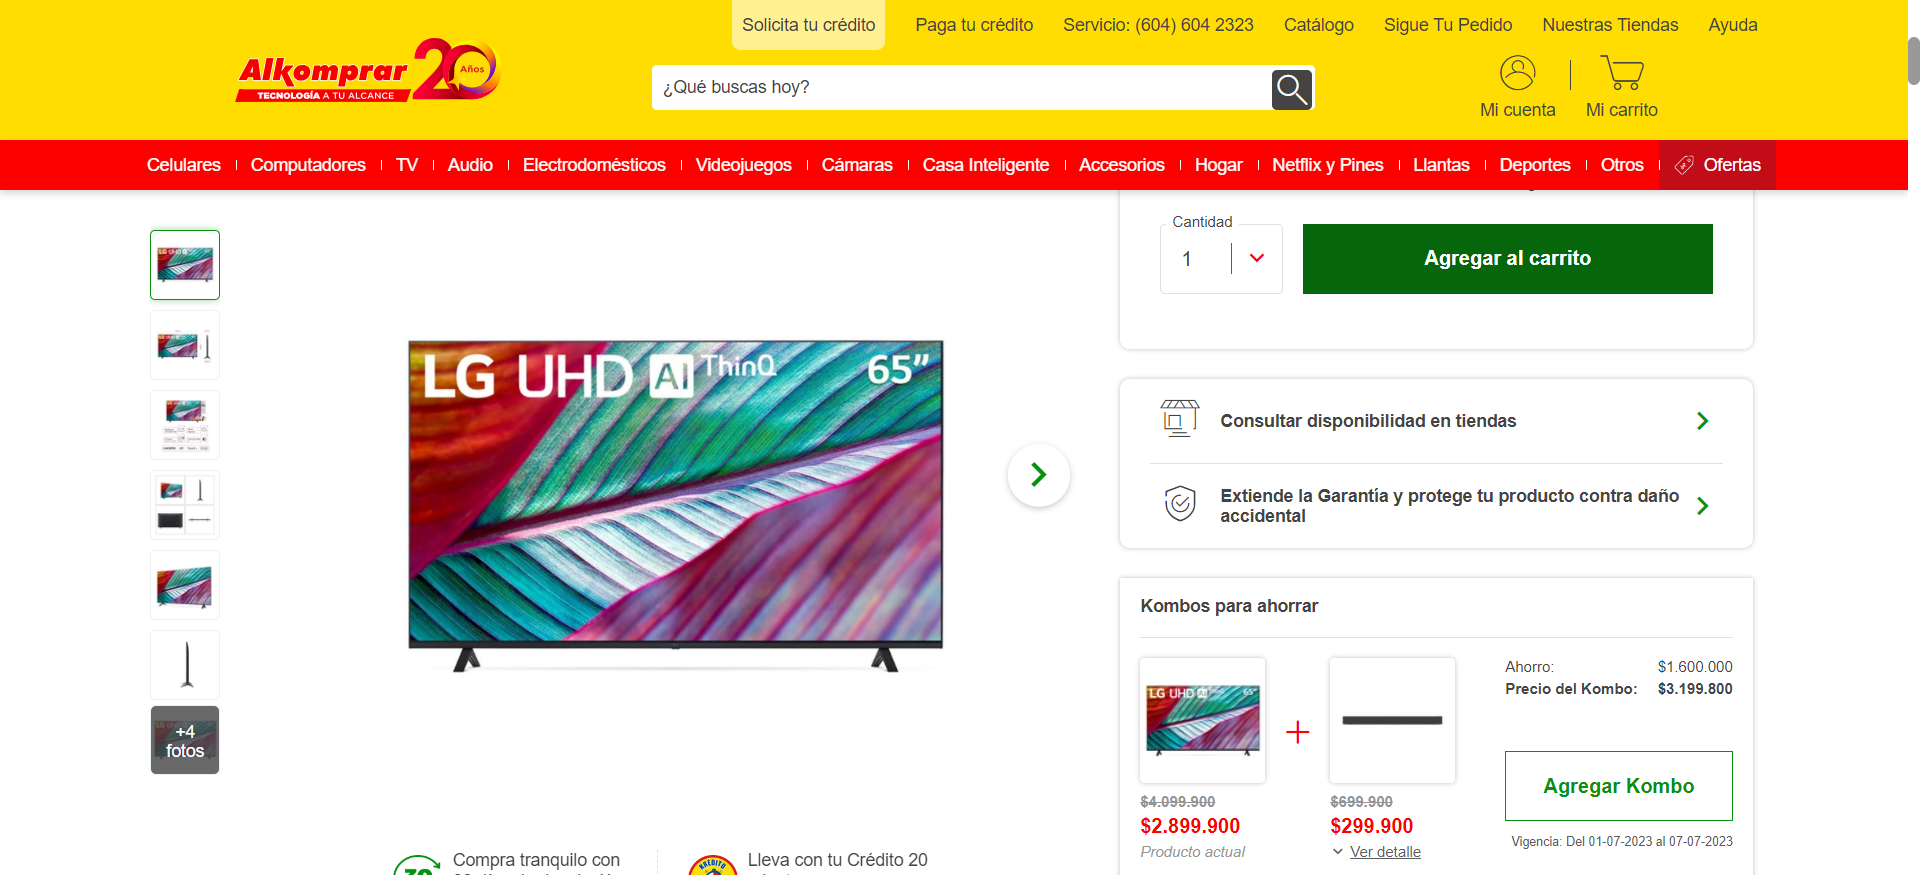 Solicita tu crédito
Paga tu crédito
Servicio: (604) 604 2323
Catálogo
Sigue Tu Pedido
Nuestras Tiendas
Ayuda
Alkomprar 20 Años
TECNOLOGÍA A TU ALCANCE
¿Qué buscas hoy?
Mi cuenta
Mi carrito
Celulares
Computadores
TV
Audio
Electrodomésticos
Videojuegos
Cámaras
Casa Inteligente
Accesorios
Hogar
Netflix y Pines
Llantas
Deportes
Otros
Ofertas
LG UHD AI ThinQ 65”
+4
fotos
Compra tranquilo con
Lleva con tu Crédito 20
Cantidad
1
Agregar al carrito
Consultar disponibilidad en tiendas
Extiende la Garantía y protege tu producto contra daño
accidental
Kombos para ahorrar
LG UHD AI ThinQ 65”
$4.099.900
$2.899.900
Producto actual
$699.900
$299.900
Ver detalle
Ahorro: $1.600.000
Precio del Kombo: $3.199.800
Agregar Kombo
Vigencia: Del 01-07-2023 al 07-07-2023